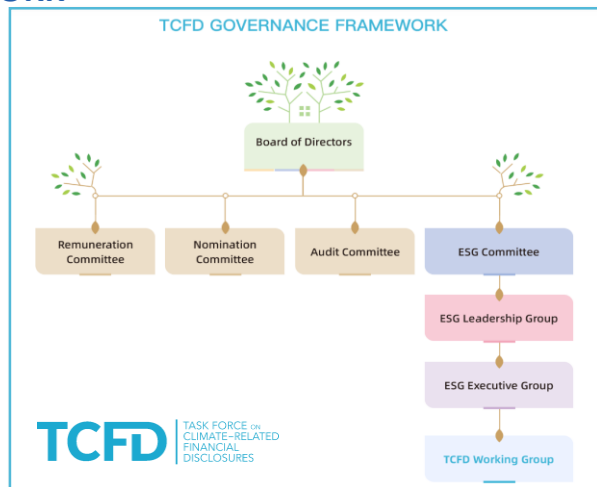 TCFD GOVERNANCE FRAMEWORK
Board of Directors
Remuneration
Committee
Nomination
Committee
Audit Committee
ESG Committee
ESG Leadership Group
ESG Executive Group
TCFD Working Group
TCFD
TASK FORCE ON
CLIMATE-RELATED
FINANCIAL
DISCLOSURES